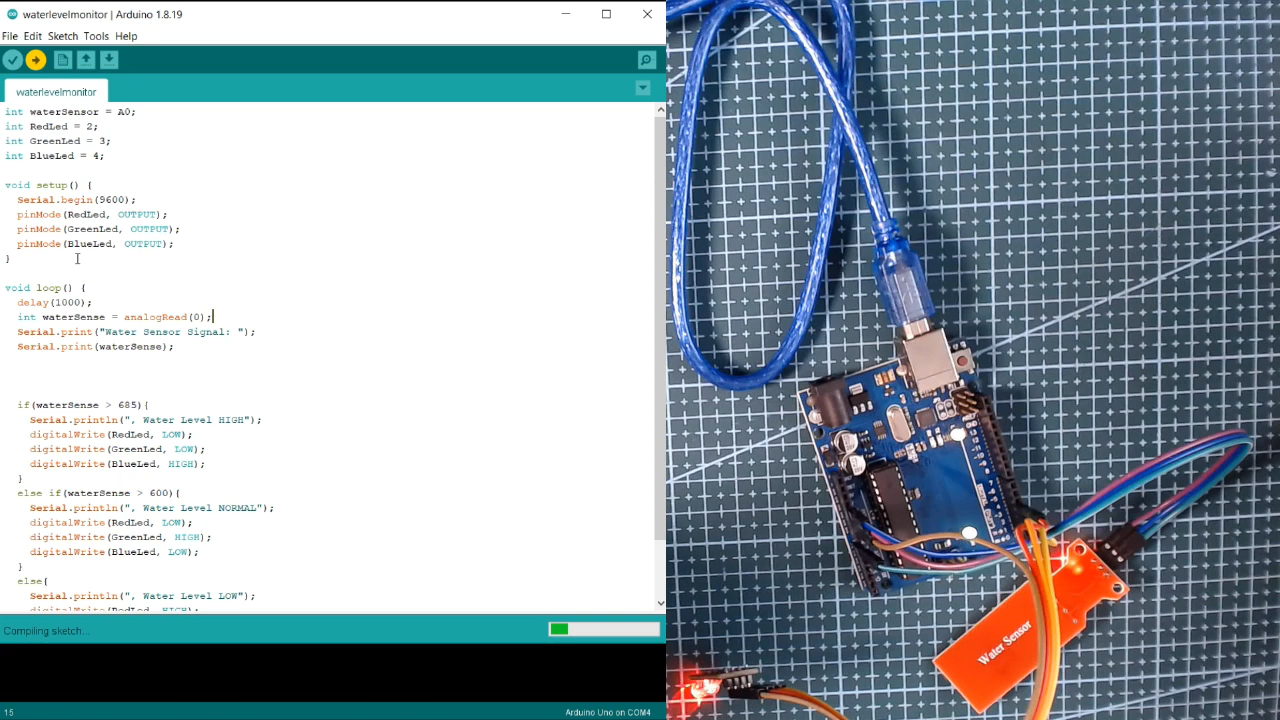 waterlevelmonitor | Arduino 1.8.19
File Edit Sketch Tools Help
waterlevelmonitor
int waterSensor = A0;
int RedLed = 2;
int GreenLed = 3;
int BlueLed = 4;
void setup() {
Serial.begin(9600);
pinMode(RedLed, OUTPUT);
pinMode(GreenLed, OUTPUT);
pinMode(BlueLed, OUTPUT);
}
void loop() {
delay(1000);
int waterSense = analogRead(0);
Serial.print("Water Sensor Signal: ");
Serial.print(waterSense);
if(waterSense > 685){
Serial.println(", Water Level HIGH");
digitalWrite(RedLed, LOW);
digitalWrite(GreenLed, LOW);
digitalWrite(BlueLed, HIGH);
}
else if(waterSense > 600){
Serial.println(", Water Level NORMAL");
digitalWrite(RedLed, LOW);
digitalWrite(GreenLed, HIGH);
digitalWrite(BlueLed, LOW);
}
else{
Serial.println(", Water Level LOW");
digitalWrite(RedLed, HIGH);
Compiling sketch...
15
Arduino Uno on COM4
Water Sensor